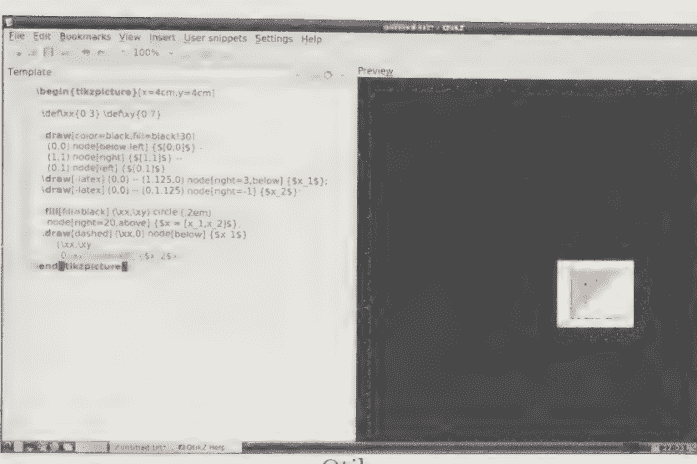 File Edit Bookmarks View Insert User snippets Settings Help
100%
Template
Preview
\begin{tikzpicture}[x=4cm,y=4cm]
\def\xx{0.3} \def\xy{0.7}
\draw[color=black,fill=black!30]
(0,0) node[below left] {$[0,0]$} --
(1,1) node[right] {$[1,1]$} --
(0,1) node[left] {$[0,1]$}
\draw[-latex] (0,0) -- (1.125,0) node[right=3,below] {$x_1$};
\draw[-latex] (0,0) -- (0,1.125) node[right=-1] {$x_2$};
\fill[fill=black] (\xx,\xy) circle (.2em)
node[right=20,above] {$x = [x_1,x_2]$},
\draw[dashed] (\xx,0) node[below] {$x_1$}
(\xx,\xy
\end{tikzpicture}